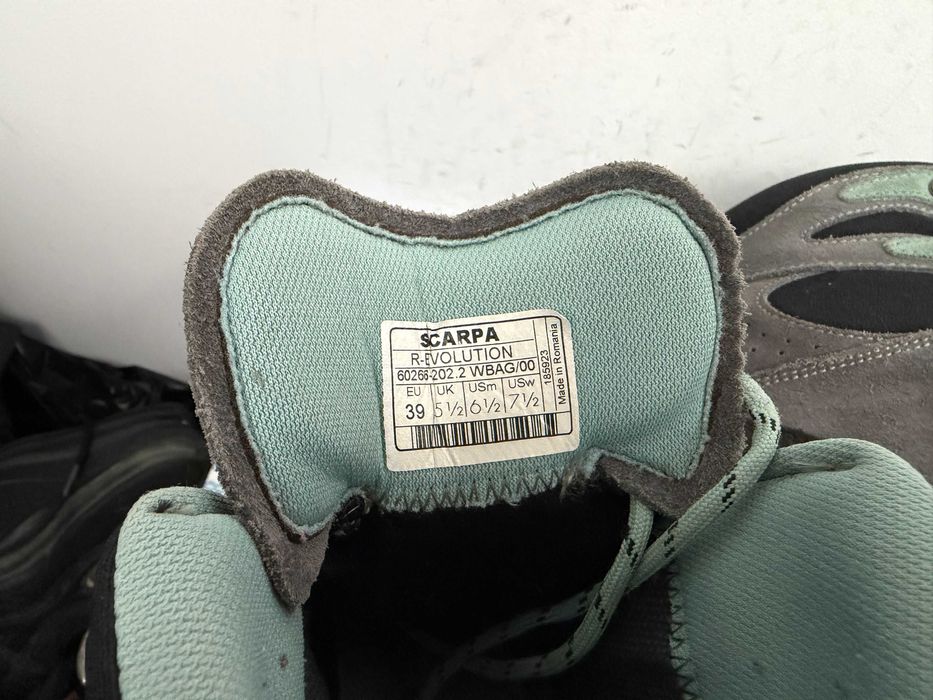 SCARPA
R-EVOLUTION
60266-202.2 WBAG/00
EU UK USm USw
39 5½ 6½ 7½
185923
Made in Romania